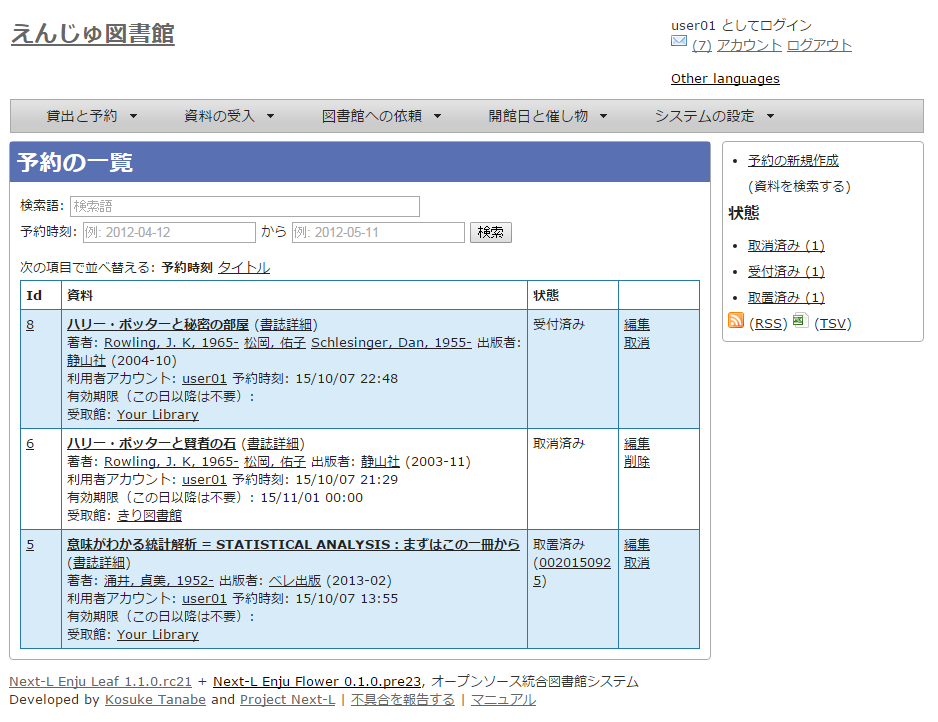 えんじゅ図書館
user01 としてログイン
(7) アカウント ログアウト
Other languages
貸出と予約 資料の受入 図書館への依頼 開館日と催し物 システムの設定
予約の一覧
検索語: 検索語
予約時刻: 例: 2012-04-12 から 例: 2012-05-11 検索
次の項目で並べ替える: 予約時刻 タイトル
Id 資料 状態
8 ハリー・ポッターと秘密の部屋 (書誌詳細) 受付済み 編集
著者: Rowling, J. K, 1965- 松岡, 佑子 Schlesinger, Dan, 1955- 出版者: 取消
静山社 (2004-10)
利用者アカウント: user01 予約時刻: 15/10/07 22:48
有効期限（この日以降は不要）:
受取館: Your Library
6 ハリー・ポッターと賢者の石 (書誌詳細) 取消済み 編集
著者: Rowling, J. K, 1965- 松岡, 佑子 出版者: 静山社 (2003-11) 削除
利用者アカウント: user01 予約時刻: 15/10/07 21:29
有効期限（この日以降は不要）: 15/11/01 00:00
受取館: きり図書館
5 意味がわかる統計解析 = STATISTICAL ANALYSIS : まずはこの一冊から 取置済み 編集
(書誌詳細) (002015092 取消
著者: 涌井, 貞美, 1952- 出版者: ベレ出版 (2013-02) 5)
利用者アカウント: user01 予約時刻: 15/10/07 13:55
有効期限（この日以降は不要）:
受取館: Your Library
予約の新規作成
(資料を検索する)
状態
取消済み (1)
受付済み (1)
取置済み (1)
(RSS) (TSV)
Next-L Enju Leaf 1.1.0.rc21 + Next-L Enju Flower 0.1.0.pre23, オープンソース統合図書館システム
Developed by Kosuke Tanabe and Project Next-L | 不具合を報告する | マニュアル